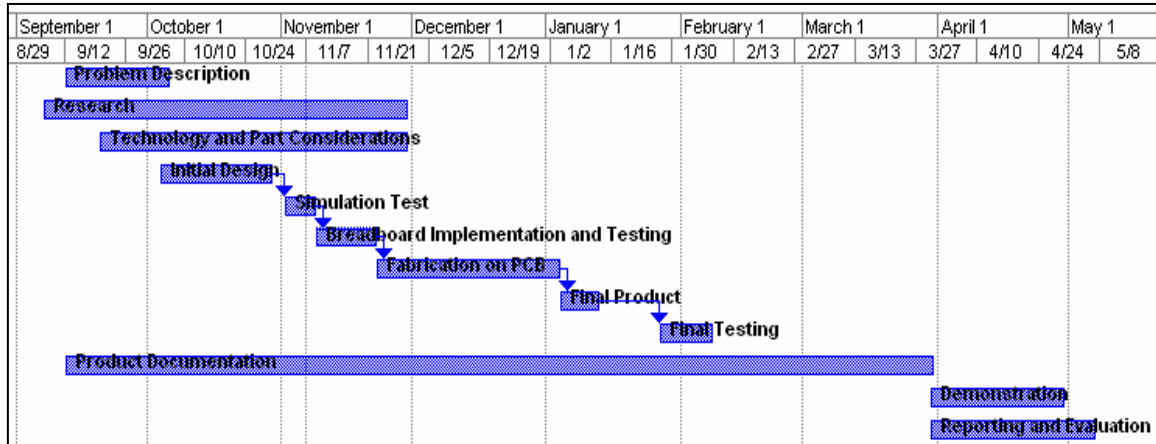 September 1 October 1 November 1 December 1 January 1 February 1 March 1 April 1 May 1
8/29 9/12 9/26 10/10 10/24 11/7 11/21 12/5 12/19 1/2 1/16 1/30 2/13 2/27 3/13 3/27 4/10 4/24 5/8
Problem Description
Research
Technology and Part Considerations
Initial Design
Simulation Test
Breadboard Implementation and Testing
Fabrication on PCB
Final Product
Final Testing
Product Documentation
Demonstration
Reporting and Evaluation